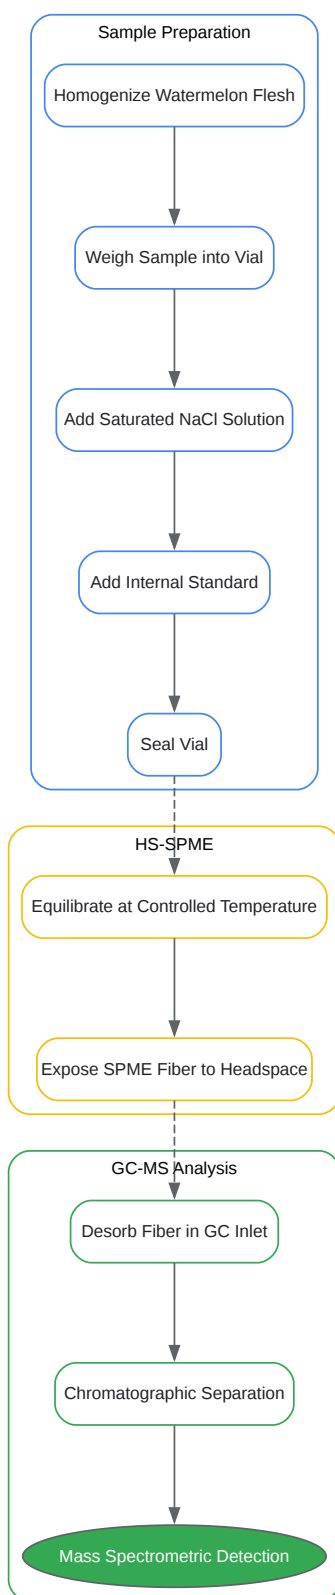 Sample Preparation
Homogenize Watermelon Flesh
Weigh Sample into Vial
Add Saturated NaCl Solution
Add Internal Standard
Seal Vial
HS-SPME
Equilibrate at Controlled Temperature
Expose SPME Fiber to Headspace
GC-MS Analysis
Desorb Fiber in GC Inlet
Chromatographic Separation
Mass Spectrometric Detection